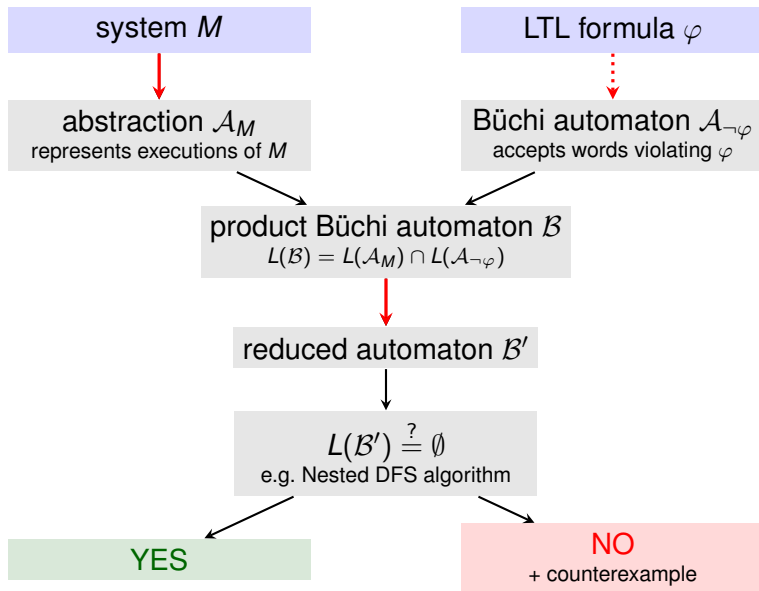 system M
LTL formula φ
abstraction 𝒜_M
represents executions of M
Büchi automaton 𝒜_¬φ
accepts words violating φ
product Büchi automaton ℬ
L(ℬ) = L(𝒜_M) ∩ L(𝒜_¬φ)
reduced automaton ℬ′
L(ℬ′) ≟ ∅
e.g. Nested DFS algorithm
YES
NO
+ counterexample